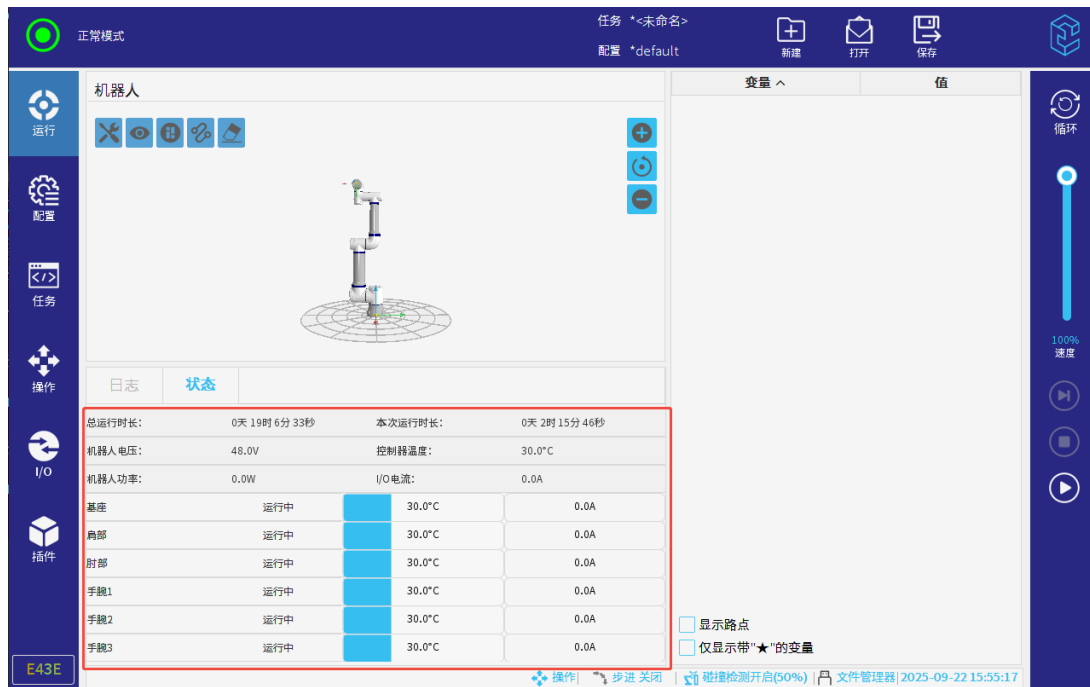 正常模式
任务 *<未命名>
配置 *default
新建
打开
保存
运行
配置
任务
操作
I/O
插件
E43E
机器人
变量 值
循环
100%
速度
日志 状态
总运行时长: 0天 19时 6分 33秒 本次运行时长: 0天 2时 15分 46秒
机器人电压: 48.0V 控制器温度: 30.0°C
机器人功率: 0.0W I/O电流: 0.0A
基座 运行中 30.0°C 0.0A
肩部 运行中 30.0°C 0.0A
肘部 运行中 30.0°C 0.0A
手腕1 运行中 30.0°C 0.0A
手腕2 运行中 30.0°C 0.0A
手腕3 运行中 30.0°C 0.0A
显示路点
仅显示带"★"的变量
操作| 步进 关闭 | 碰撞检测开启(50%) | 文件管理器| 2025-09-22 15:55:17